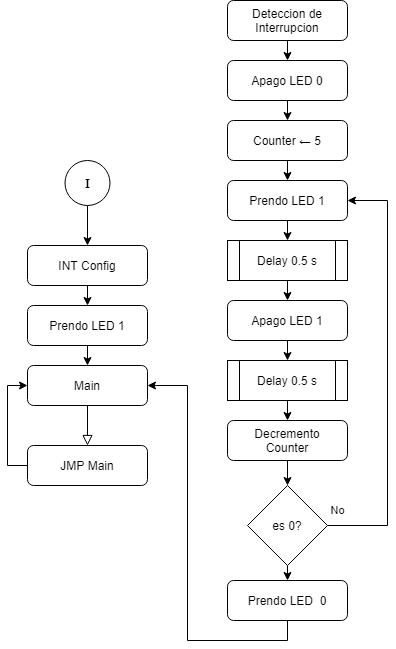 I
INT Config
Prendo LED 1
Main
JMP Main
Deteccion de
Interrupcion
Apago LED 0
Counter ← 5
Prendo LED 1
Delay 0.5 s
Apago LED 1
Delay 0.5 s
Decremento
Counter
es 0?
No
Prendo LED 0